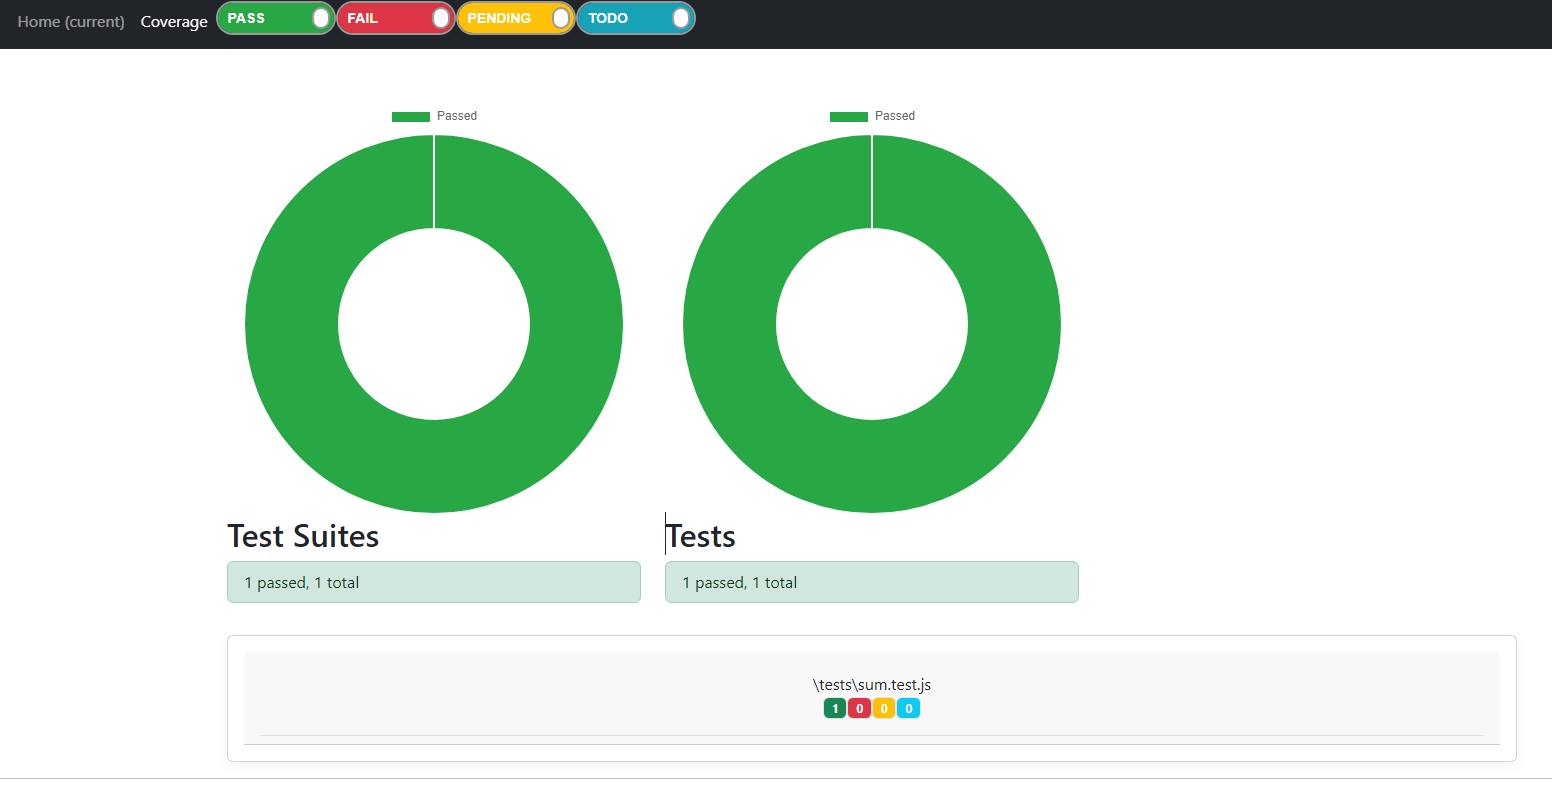 Home (current) Coverage PASS FAIL PENDING TODO
Passed Passed
Test Suites Tests
1 passed, 1 total 1 passed, 1 total
\tests\sum.test.js
1 0 0 0